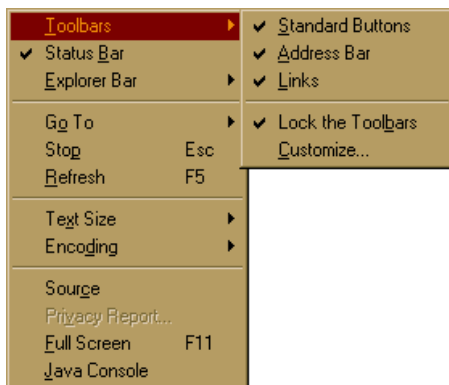 Toolbars
Status Bar
Explorer Bar
Go To
Stop Esc
Refresh F5
Text Size
Encoding
Source
Privacy Report...
Full Screen F11
Java Console
Standard Buttons
Address Bar
Links
Lock the Toolbars
Customize...